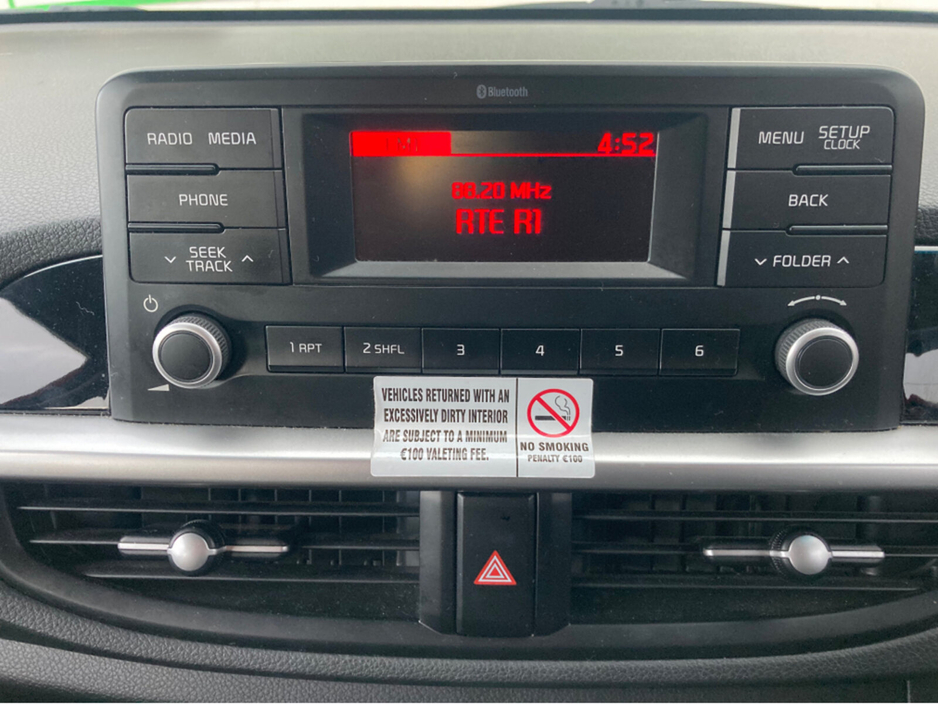 Bluetooth
RADIO MEDIA
PHONE
SEEK
TRACK
4:52
88.20 MHz
RTE R1
MENU SETUP
CLOCK
BACK
FOLDER
1 RPT
2 SHFL
3
4
5
6
VEHICLES RETURNED WITH AN
EXCESSIVELY DIRTY INTERIOR
ARE SUBJECT TO A MINIMUM
€100 VALETING FEE.
NO SMOKING
PENALTY €100